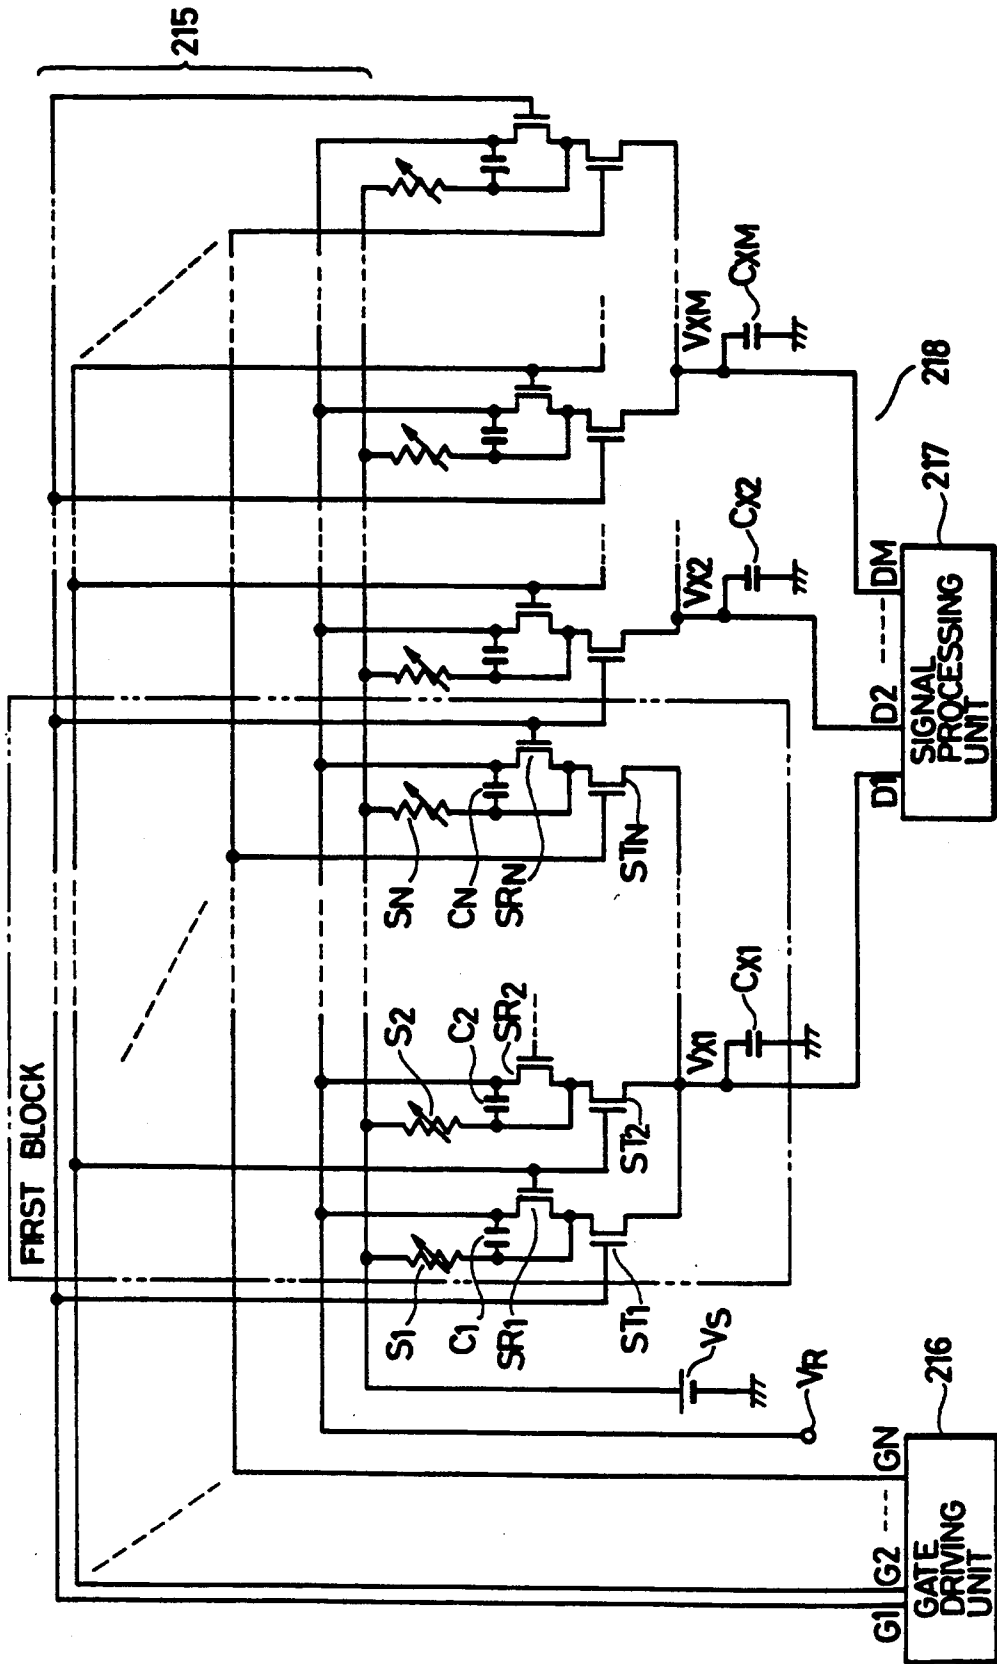 FIRST BLOCK
215
S1
C1
SR1
ST1
S2
C2
SR2
ST2
SN
CN
SRN
STN
VX1
CX1
VX2
CX2
VXM
CXM
VS
VR
G1 G2 GN
GATE
DRIVING
UNIT
216
D1 D2 DM
SIGNAL
PROCESSING
UNIT
217
218